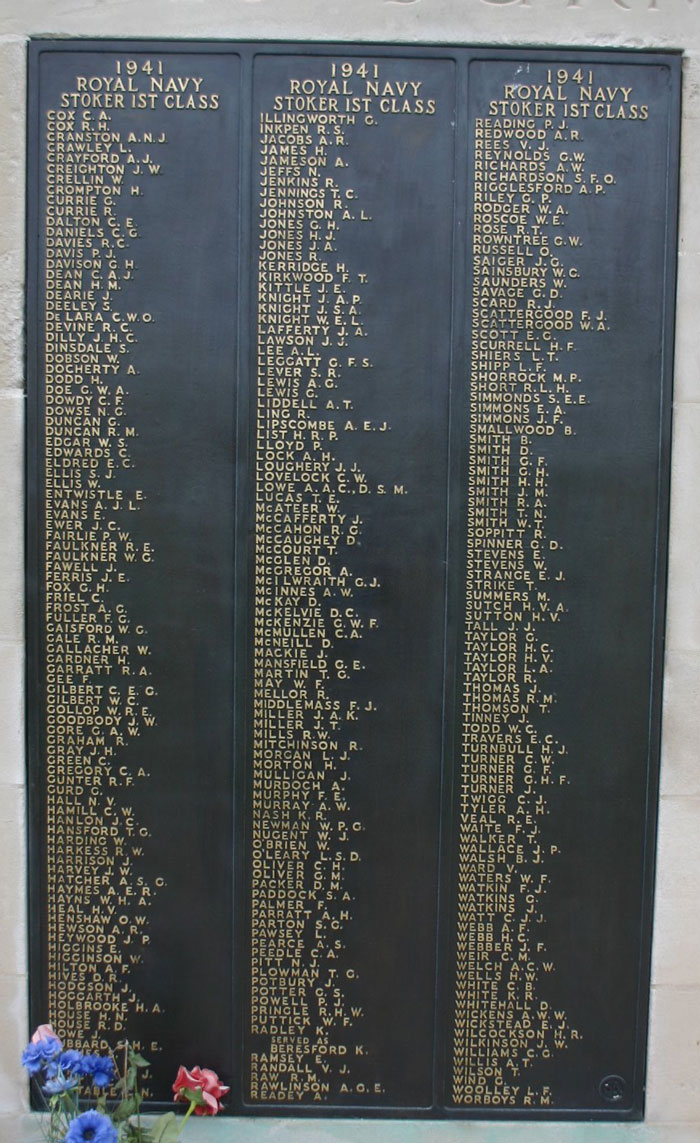 1941
ROYAL NAVY
STOKER 1ST CLASS
COX C. A.
COX R. H.
CRANSTON A. N. J.
CRAWLEY L.
CRAYFORD A. J.
CREIGHTON J. W.
CRELLIN W.
CROMPTON H.
CURRIE G.
CURRIE R.
DALTON C. E.
DANIELS C. G.
DAVIES R. C.
DAVIS P. J.
DAVISON G. H.
DEAN C. A. J.
DEAN H. M.
DEARIE J.
DEELEY S.
DE LARA C. W. O.
DEVINE R. C.
DILLY J. H. C.
DINSDALE S.
DOBSON W.
DOCHERTY A.
DODD H.
DOE G. W. A.
DOWDY C. F.
DOWSE N. G.
DUNCAN G.
DUNCAN R. M.
EDGAR W. S.
EDWARDS C.
ELDRED E. C.
ELLIS S. J.
ELLIS W.
ENTWISTLE E.
EVANS A. J. L.
EVANS E.
EWER J. C.
FAIRLIE P. W.
FAULKNER R. E.
FAULKNER W. G.
FAWELL J.
FERRIS J. E.
FOX G. H.
FRIEL C.
FROST A. G.
FULLER F. G.
GAISFORD W. G.
GALE R. M.
GALLACHER W.
GARDNER H.
GARRATT R. A.
GEE F.
GILBERT C. E. G.
GILBERT W. C.
GOLLOP W. R. E.
GOODBODY J. W.
GORE G. A. W.
GRAHAM R.
GRAY J. H.
GREEN C.
GREGORY C. A.
GUNTER R. F.
GURD G.
HALL N. V.
HAMILL C. W.
HANLON J. C.
HANSFORD T. G.
HARDING W.
HARKESS R. W.
HARRISON J.
HARVEY J. W.
HATCHER A. S. G.
HAYMES A. E. R.
HAYNS W. H. A.
HEAL H. V.
HENSHAW O. W.
HEWSON A. R.
HEYWOOD J. P.
HIGGINS E.
HIGGINSON W.
HILTON A. F.
HIVES D. R.
HODGSON J.
HOGGARTH J.
HOLBROOKE H. A.
HOUSE H. N.
HOUSE R. D.
HOWE J.
HUBBARD S. H. E.
1941
ROYAL NAVY
STOKER 1ST CLASS
ILLINGWORTH G.
INKPEN R. S.
JACOBS A. R.
JAMES H.
JAMESON A.
JEFFS N.
JENKINS R.
JENNINGS T. C.
JOHNSON R.
JOHNSTON A. L.
JONES G. H.
JONES H. J.
JONES J. A.
JONES R.
KERRIDGE H.
KIRKWOOD F. T.
KITTLE J. E.
KNIGHT J. A. P.
KNIGHT J. S. A.
KNIGHT W. E. L.
LAFFERTY J. A.
LAWSON J. J.
LEE A. L.
LEGGATT G. F. S.
LEVER S. R.
LEWIS A. G.
LEWIS G.
LIDDELL A. T.
LING R.
LIPSCOMBE A. E. J.
LIST H. R. P.
LLOYD P.
LOCK A. H.
LOUGHERY J. J.
LOVELOCK C. W.
LOWE A. A. C., D. S. M.
LUCAS T. E.
McATEER W.
McCAFFERTY J.
McCAHON R. G.
McCAUGHEY D.
McCOURT T.
McGLEN D.
McGREGOR A.
McILWRAITH G. J.
McINNES A. W.
McKAY D.
McKELVIE D. C.
McKENZIE G. W. F.
McMULLEN C. A.
McNEILL D.
MACKIE J.
MANSFIELD G. E.
MARTIN T. G.
MAY W. F.
MELLOR R.
MIDDLEMASS F. J.
MILLER J. A. K.
MILLER J. T.
MILLS R. W.
MITCHINSON R.
MORGAN L. J.
MORTON H.
MULLIGAN J.
MURDOCH A.
MURPHY F. E.
MURRAY A. W.
NASH K. R.
NEWMAN W. P. G.
NUGENT W. J.
O'BRIEN W.
O'LEARY L. S. D.
OLIVER C. H.
OLIVER G. M.
PACKER D. M.
PADDOCK S. A.
PALMER F.
PARRATT A. H.
PARTON S. G.
PAWSEY L.
PEARCE A. S.
PEEDLE C. A.
PITT N. J.
PLOWMAN T. G.
POTBURY J.
POTTER G. S.
POWELL P. J.
PRINGLE R. H. W.
PUTTICK W. F.
RADLEY K.
SERVED AS
BERESFORD K.
RAMSEY E.
RANDALL V. J.
RAW R. M.
RAWLINSON A. G. E.
READEY A.
1941
ROYAL NAVY
STOKER 1ST CLASS
READING P. J.
REDWOOD A. R.
REES V. J.
REYNOLDS G. W.
RICHARDS A. W.
RICHARDSON S. F. O.
RIGGLESFORD A. P.
RILEY G. P.
RODGER W. A.
ROSCOE W. E.
ROSE R. T.
ROWNTREE G. W.
RUSSELL O.
SAIGER J. G.
SAINSBURY W. G.
SAUNDERS W.
SAVAGE G. D.
SCARD R. J.
SCATTERGOOD F. J.
SCATTERGOOD W. A.
SCOTT E. G.
SCURRELL H. F.
SHIERS L. T.
SHIPP L. F.
SHORROCK M. P.
SHORT R. L. H.
SIMMONDS S. E. E.
SIMMONS E. A.
SIMMONS J. F.
SMALLWOOD B.
SMITH B.
SMITH D.
SMITH G. F.
SMITH G. H.
SMITH H. H.
SMITH J. M.
SMITH R. A.
SMITH T. N.
SMITH W. T.
SOPPITT R.
SPINNER G. D.
STEVENS E.
STEVENS W.
STRANGE E. J.
STRIKE T.
SUMMERS M.
SUTCH H. V. A.
SUTTON H. V.
TALL J. J.
TAYLOR G.
TAYLOR H. C.
TAYLOR H. V.
TAYLOR L. A.
TAYLOR R.
THOMAS J.
THOMAS R. M.
THOMSON T.
TINNEY J.
TODD W. C.
TRAVERS E. C.
TURNBULL H. J.
TURNER C. W.
TURNER G. F.
TURNER G. H. F.
TURNER J.
TWIGG C. J.
TYLER A. H.
VEAL R. E.
WAITE F. J.
WALKER T.
WALLACE J. P.
WALSH B. J.
WARD V.
WATERS W. F.
WATKIN F. J.
WATKINS G.
WATKINS J.
WATT C. J. J.
WEBB A. F.
WEBB H. G.
WEBBER J. F.
WEIR C. M.
WELCH A. C. W.
WELLS H. W.
WHITE C. B.
WHITE K. R.
WHITEHALL D.
WICKENS A. W. W.
WICKSTEAD E. J.
WILCOCKSON H. R.
WILKINSON J. W.
WILLIAMS C. G.
WILLIS A. T.
WILSON T.
WIND G.
WOOLLEY L. F.
WORBOYS R. M.